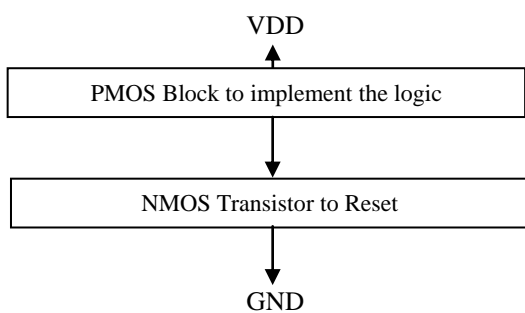 VDD
PMOS Block to implement the logic
NMOS Transistor to Reset
GND